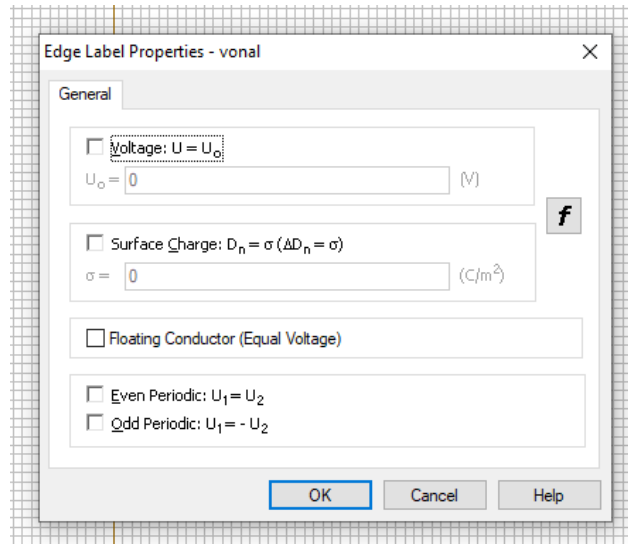 Edge Label Properties - vonal
General
Voltage: U = Uₒ
Uₒ = 0 (V)
f
Surface Charge: Dₙ = σ (ΔDₙ = σ)
σ = 0 (C/m²)
Floating Conductor (Equal Voltage)
Even Periodic: U₁ = U₂
Odd Periodic: U₁ = - U₂
OK Cancel Help